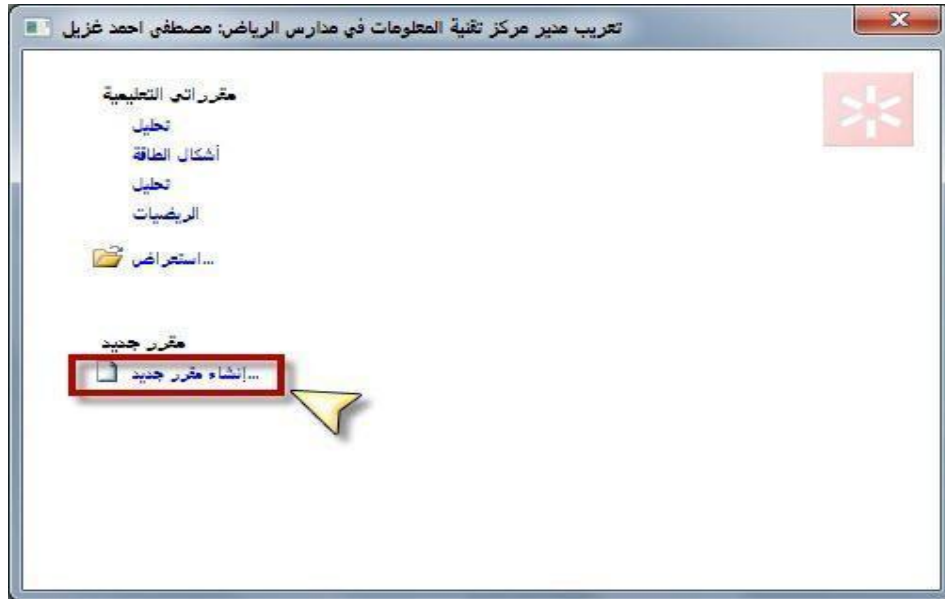 تعريب مدير مركز تقنية المعلومات في مدارس الرياض: مصطفى احمد غزيل
مقرراتي التعليمية
تحليل
أشكال الطاقة
تحليل
الريضيات
استعراض...
مقرر جديد
إنشاء مقرر جديد...